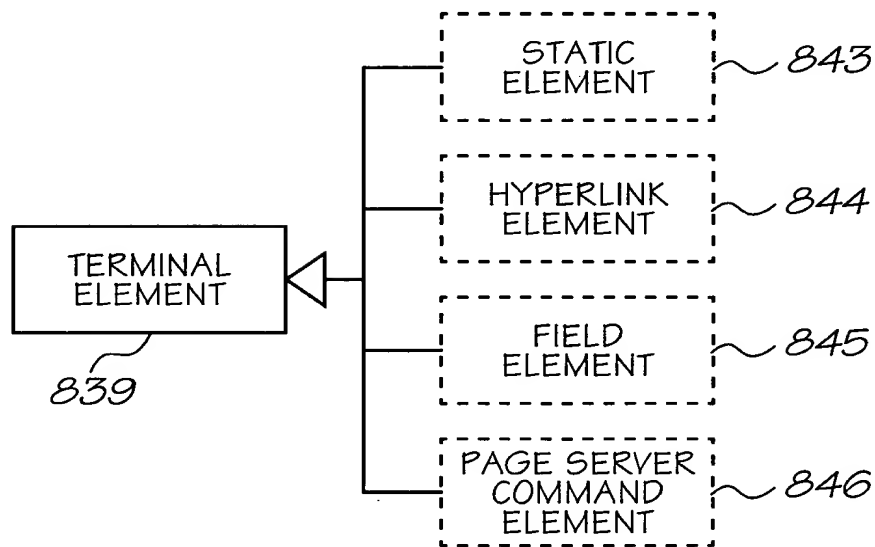 STATIC
ELEMENT
843
HYPERLINK
ELEMENT
844
TERMINAL
ELEMENT
839
FIELD
ELEMENT
845
PAGE SERVER
COMMAND
ELEMENT
846